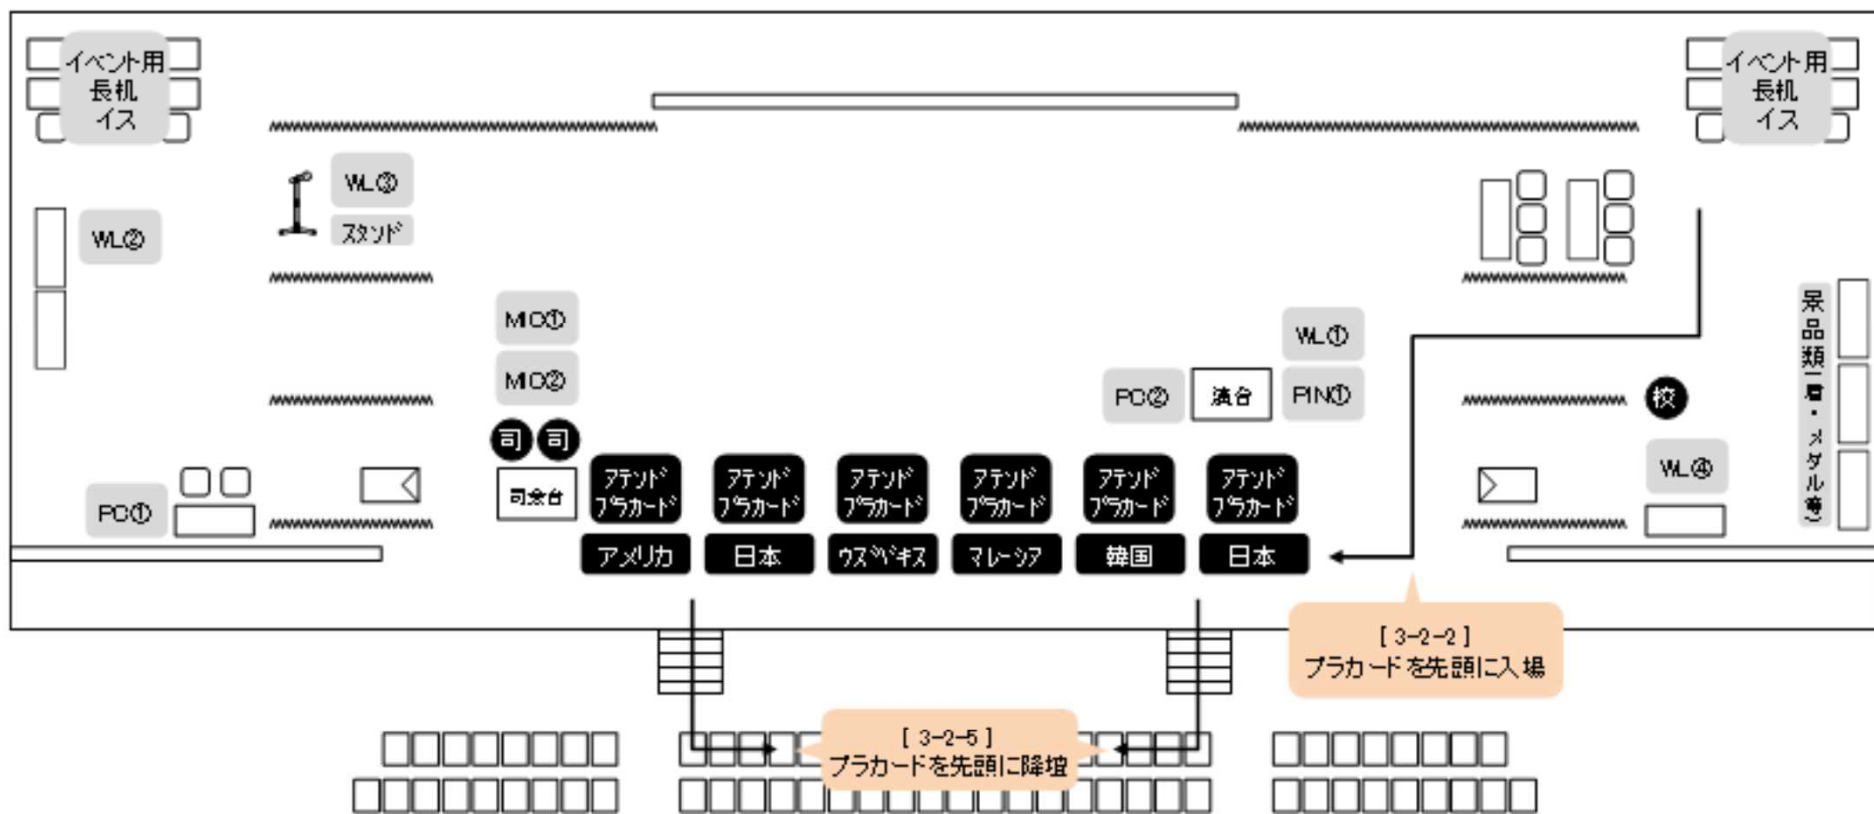 イベント用
長机
イス
イベント用
長机
イス
WL③
スタンド
WL②
MIC①
MIC②
WL①
PC②
演台
PIN①
景品類(盾・メダル等)
校
WL④
司
司
司会台
PC①
アテンド
プラカード
アテンド
プラカード
アテンド
プラカード
アテンド
プラカード
アテンド
プラカード
アテンド
プラカード
アメリカ
日本
ウズベキス
マレーシア
韓国
日本
[ 3-2-2 ]
プラカードを先頭に入場
[ 3-2-5 ]
プラカードを先頭に降壇